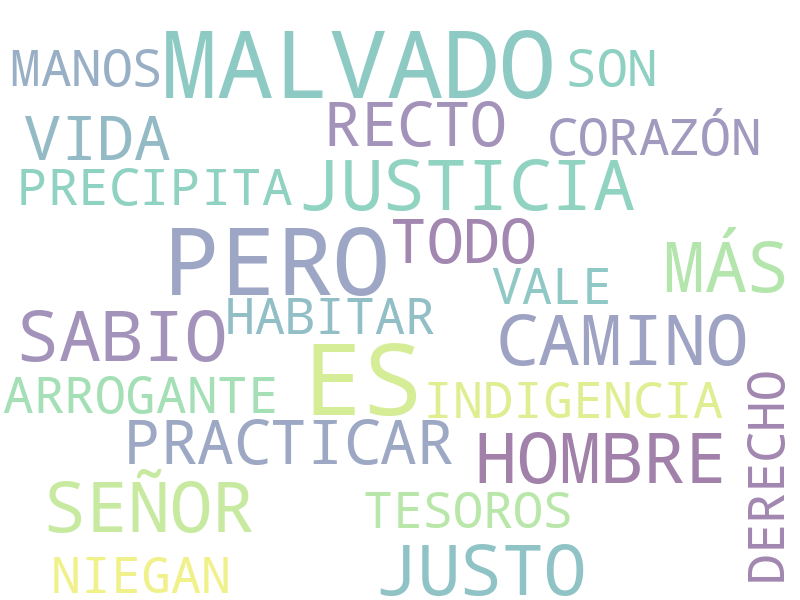 MANOS MALVADO SON
VIDA RECTO CORAZÓN
PRECIPITA JUSTICIA
PERO TODO MÁS
VALE
SABIO HABITAR CAMINO
ARROGANTE ES INDIGENCIA
PRACTICAR HOMBRE DERECHO
SEÑOR TESOROS
NIEGAN JUSTO